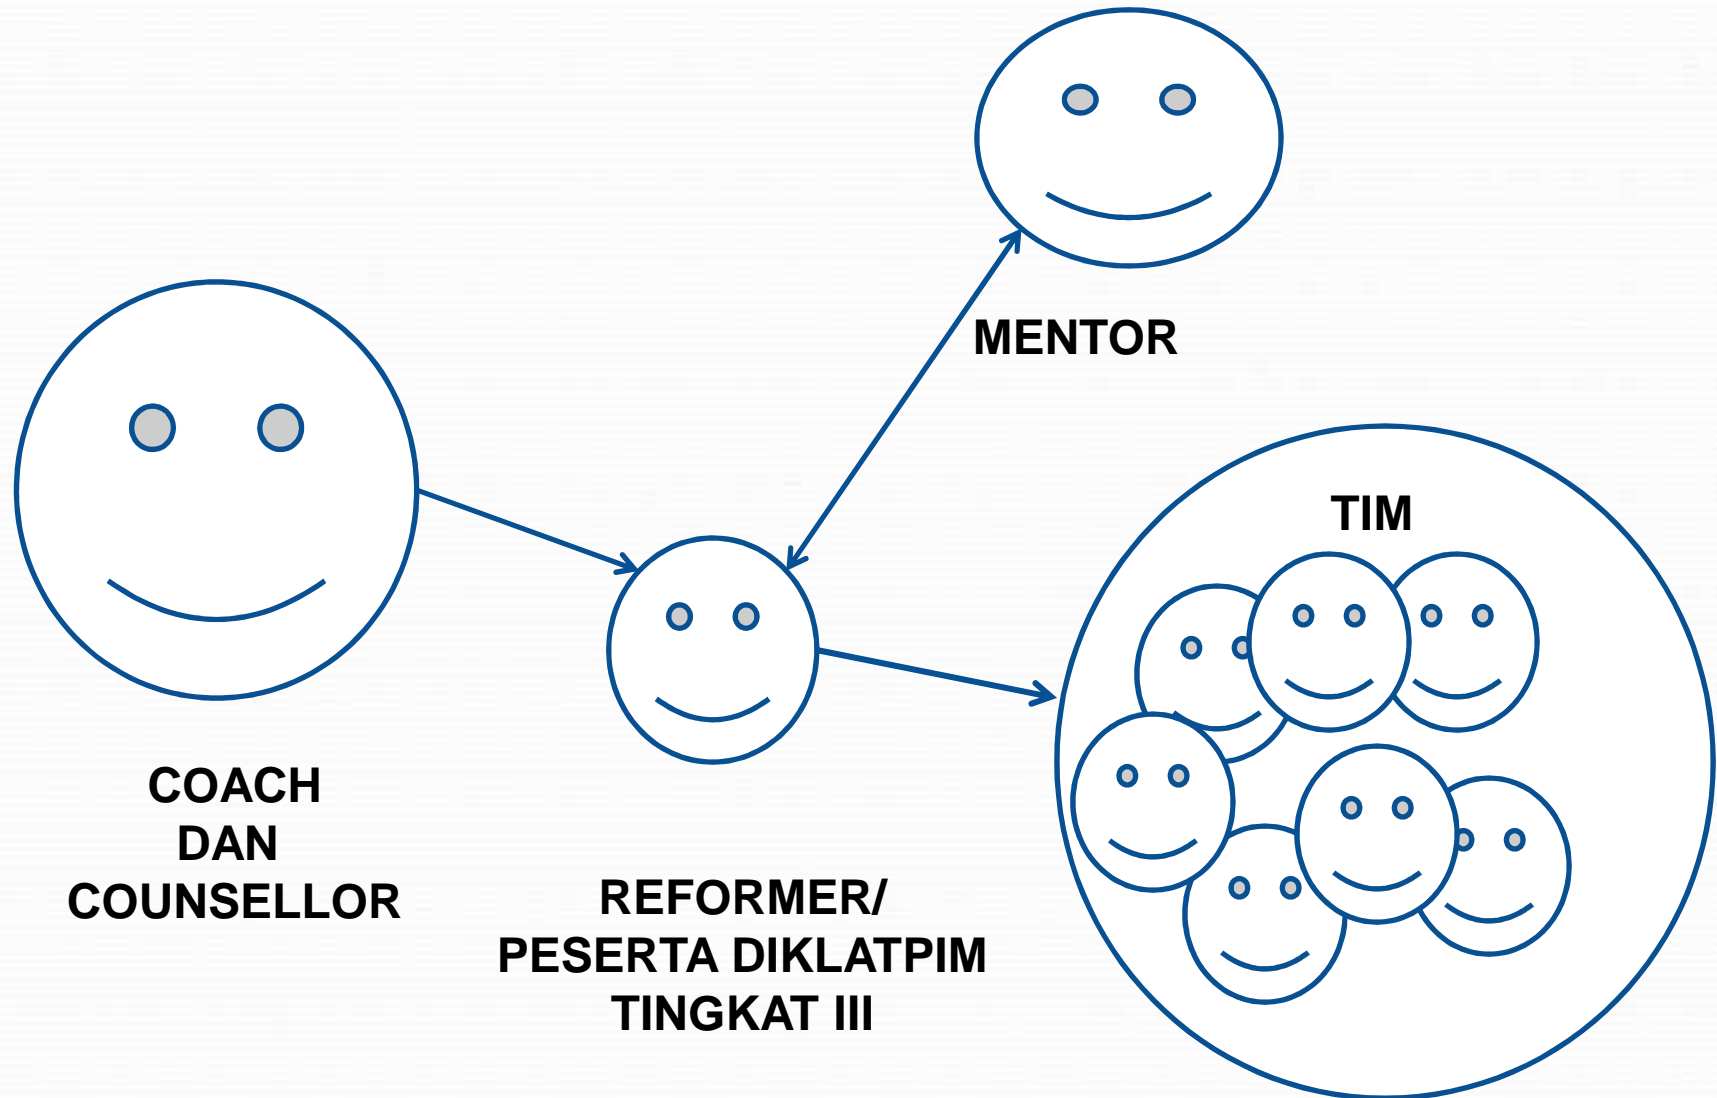 MENTOR
TIM
COACH
DAN
COUNSELLOR
REFORMER/
PESERTA DIKLATPIM
TINGKAT III